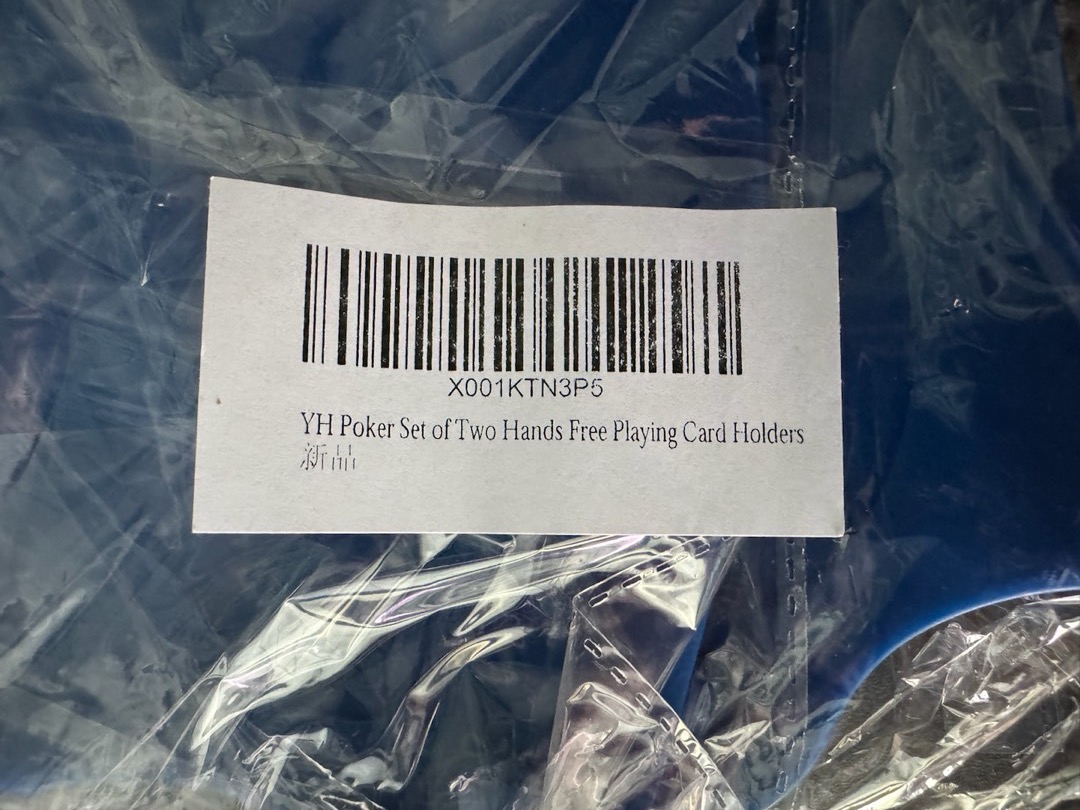 X001KTN3P5
YH Poker Set of Two Hands Free Playing Card Holders
新品